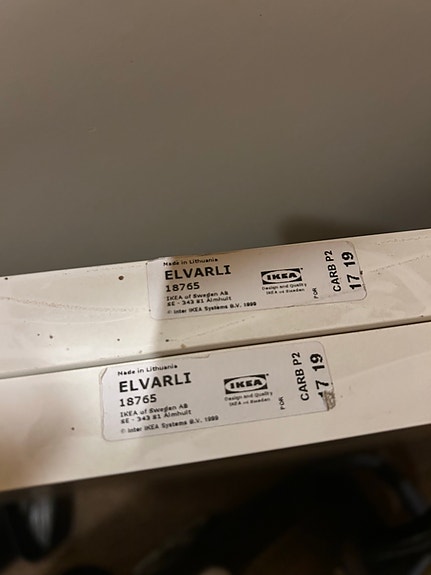 Made in Lithuania
ELVARLI
18765
IKEA of Sweden AB
SE - 343 81 Älmhult
© Inter IKEA Systems B.V. 1999
IKEA
Design and Quality
IKEA of Sweden
FOR
CARB P2
17 19
Made in Lithuania
ELVARLI
18765
IKEA of Sweden AB
SE - 343 81 Älmhult
© Inter IKEA Systems B.V. 1999
IKEA
Design and Quality
IKEA of Sweden
FOR
CARB P2
17 19